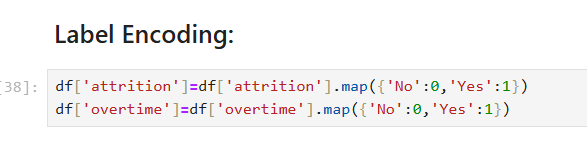 Label Encoding:
[38]:
df['attrition']=df['attrition'].map({'No':0,'Yes':1})
df['overtime']=df['overtime'].map({'No':0,'Yes':1})